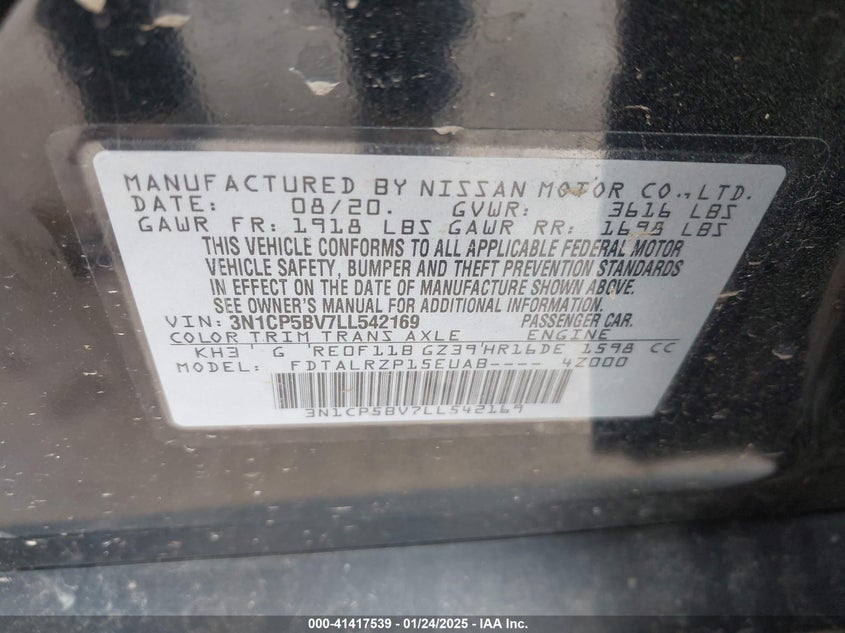 MANUFACTURED BY NISSAN MOTOR CO., LTD.
DATE: 08/20. GVWR: 3616 LBS
GAWR FR: 1918 LBS GAWR RR: 1698 LBS
THIS VEHICLE CONFORMS TO ALL APPLICABLE FEDERAL MOTOR
VEHICLE SAFETY, BUMPER AND THEFT PREVENTION STANDARDS
IN EFFECT ON THE DATE OF MANUFACTURE SHOWN ABOVE.
SEE OWNER'S MANUAL FOR ADDITIONAL INFORMATION.
VIN: 3N1CP5BV7LL542169 PASSENGER CAR.
COLOR TRIM TRANS AXLE ENGINE
KH3 G RE0F11B GZ39 HR16DE 1598 CC
MODEL: FDTALRZP15EUAB---- 4Z000
3N1CP5BV7LL542169
000-41417539 - 01/24/2025 - IAA Inc.